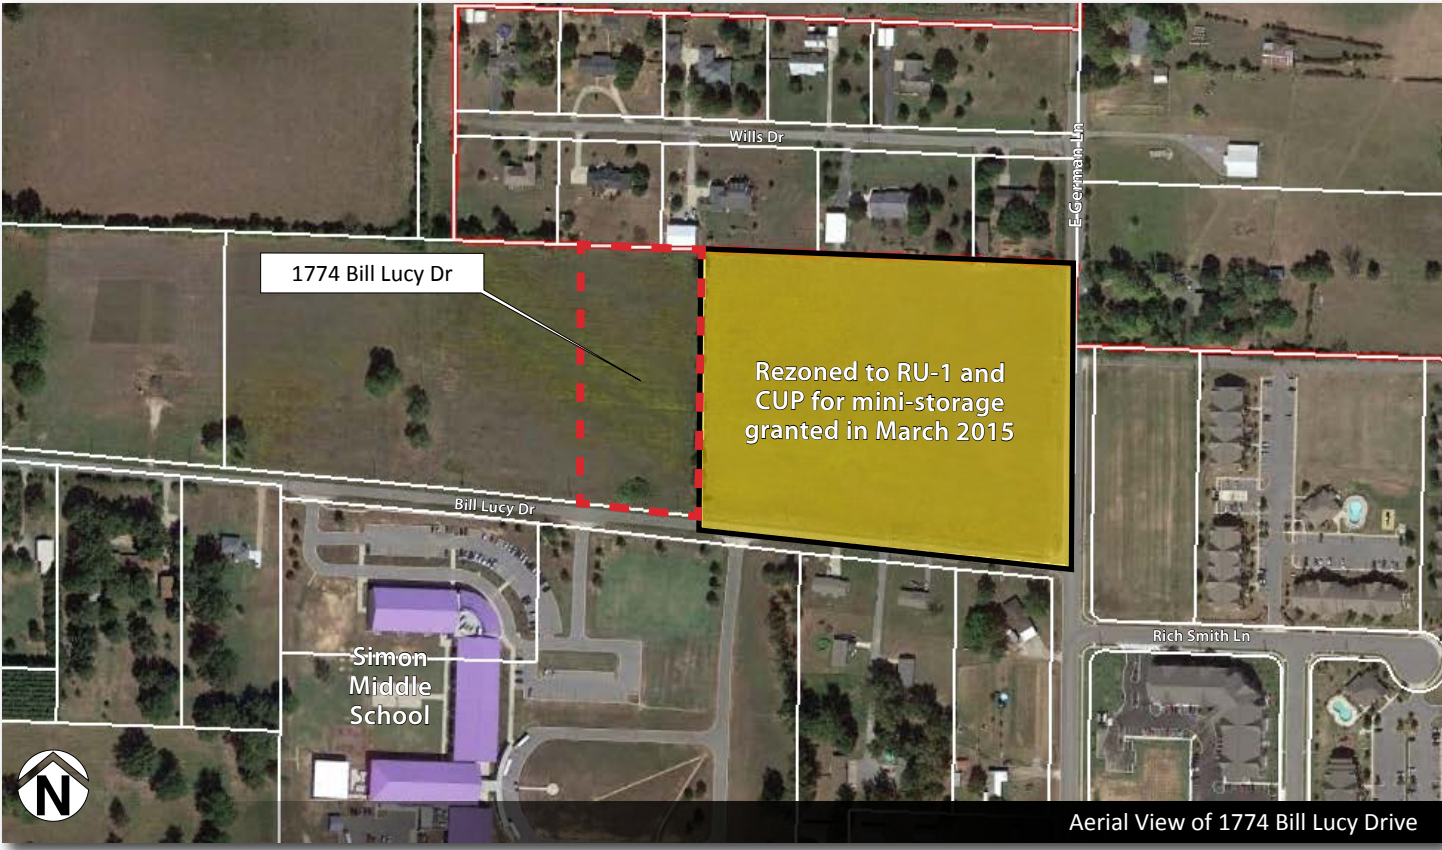 Wills Dr
E German Ln
1774 Bill Lucy Dr
Rezoned to RU-1 and
CUP for mini-storage
granted in March 2015
Bill Lucy Dr
Rich Smith Ln
Simon
Middle
School
N
Aerial View of 1774 Bill Lucy Drive